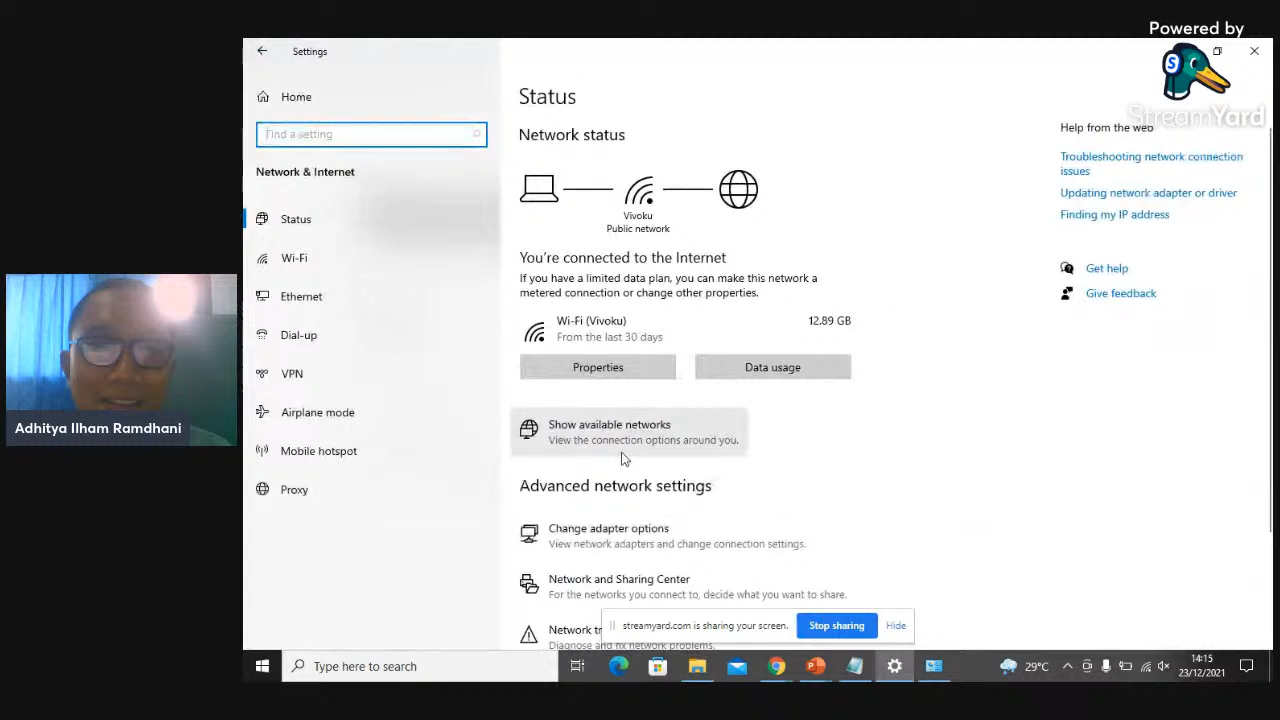 Powered by
StreamYard
Settings
Home
Find a setting
Network & Internet
Status
Wi-Fi
Ethernet
Dial-up
VPN
Airplane mode
Mobile hotspot
Proxy
Status
Network status
Vivoku
Public network
You're connected to the Internet
If you have a limited data plan, you can make this network a
metered connection or change other properties.
Wi-Fi (Vivoku)
12.89 GB
From the last 30 days
Properties
Data usage
Show available networks
View the connection options around you.
Advanced network settings
Change adapter options
View network adapters and change connection settings.
Network and Sharing Center
For the networks you connect to, decide what you want to share.
Network
Diagnose and fix network problems.
Help from the web
Troubleshooting network connection
issues
Updating network adapter or driver
Finding my IP address
Get help
Give feedback
streamyard.com is sharing your screen.
Stop sharing
Hide
Adhitya Ilham Ramdhani
Type here to search
29°C
14:15
23/12/2021